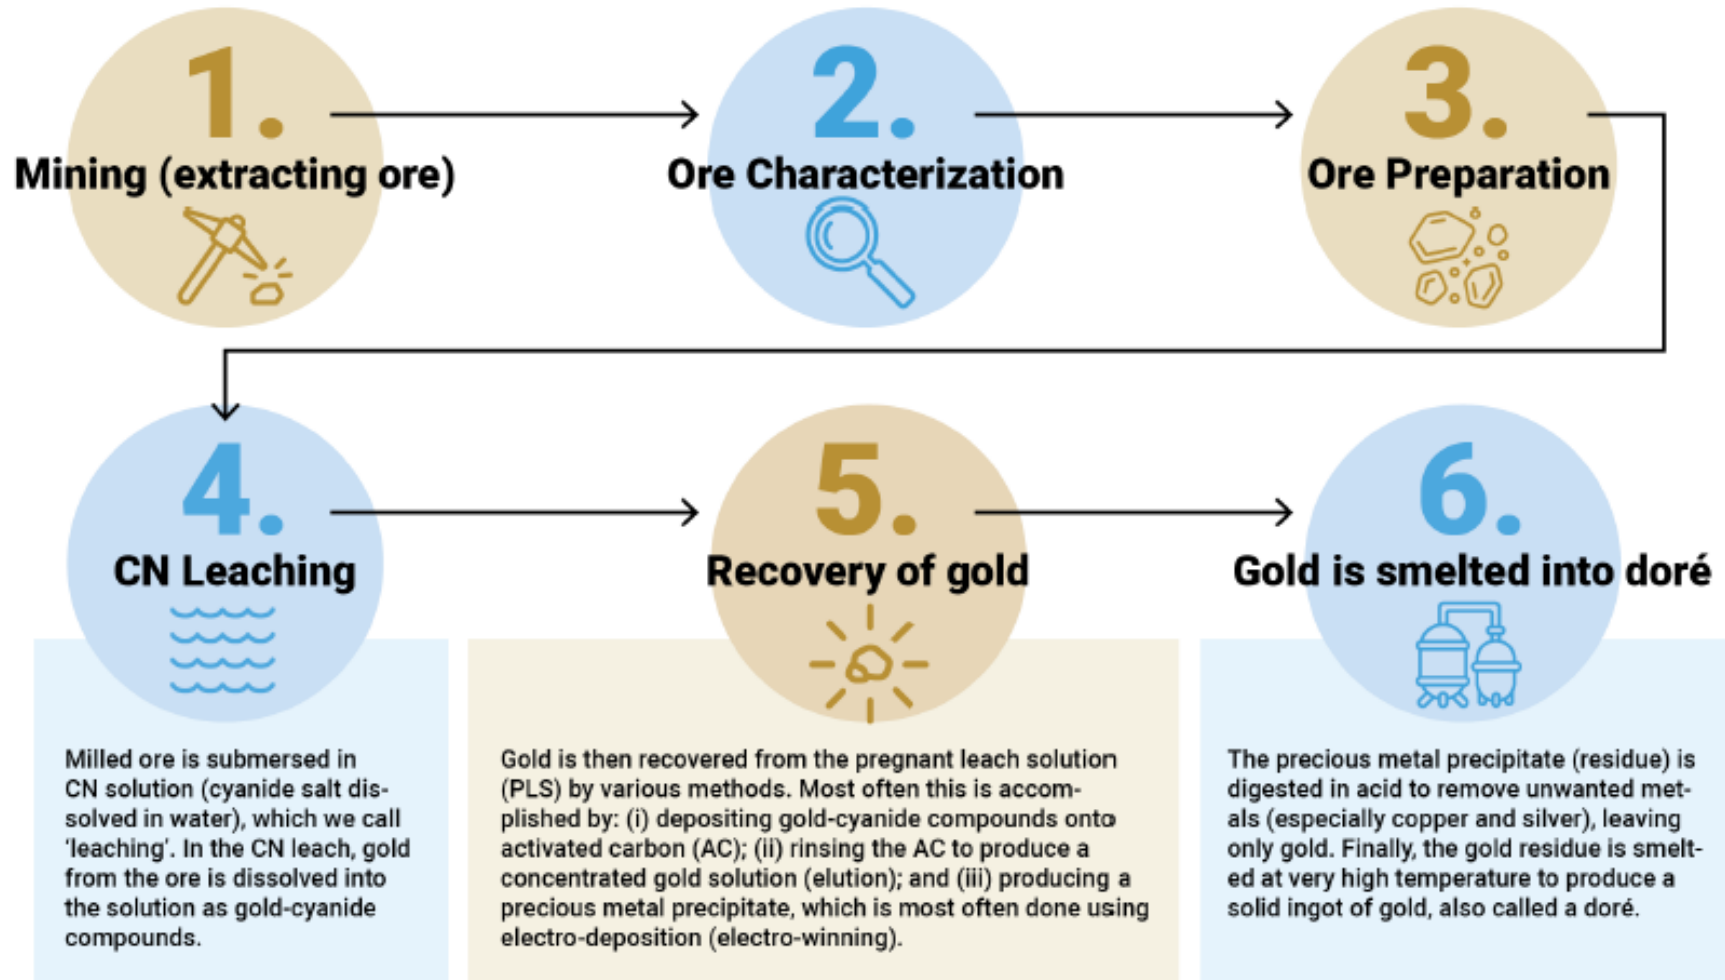 1.
Mining (extracting ore)
2.
Ore Characterization
3.
Ore Preparation
4.
CN Leaching
Milled ore is submersed in
CN solution (cyanide salt dis-
solved in water), which we call
‘leaching’. In the CN leach, gold
from the ore is dissolved into
the solution as gold-cyanide
compounds.
5.
Recovery of gold
Gold is then recovered from the pregnant leach solution
(PLS) by various methods. Most often this is accom-
plished by: (i) depositing gold-cyanide compounds onto
activated carbon (AC); (ii) rinsing the AC to produce a
concentrated gold solution (elution); and (iii) producing a
precious metal precipitate, which is most often done using
electro-deposition (electro-winning).
6.
Gold is smelted into doré
The precious metal precipitate (residue) is
digested in acid to remove unwanted met-
als (especially copper and silver), leaving
only gold. Finally, the gold residue is smelt-
ed at very high temperature to produce a
solid ingot of gold, also called a doré.